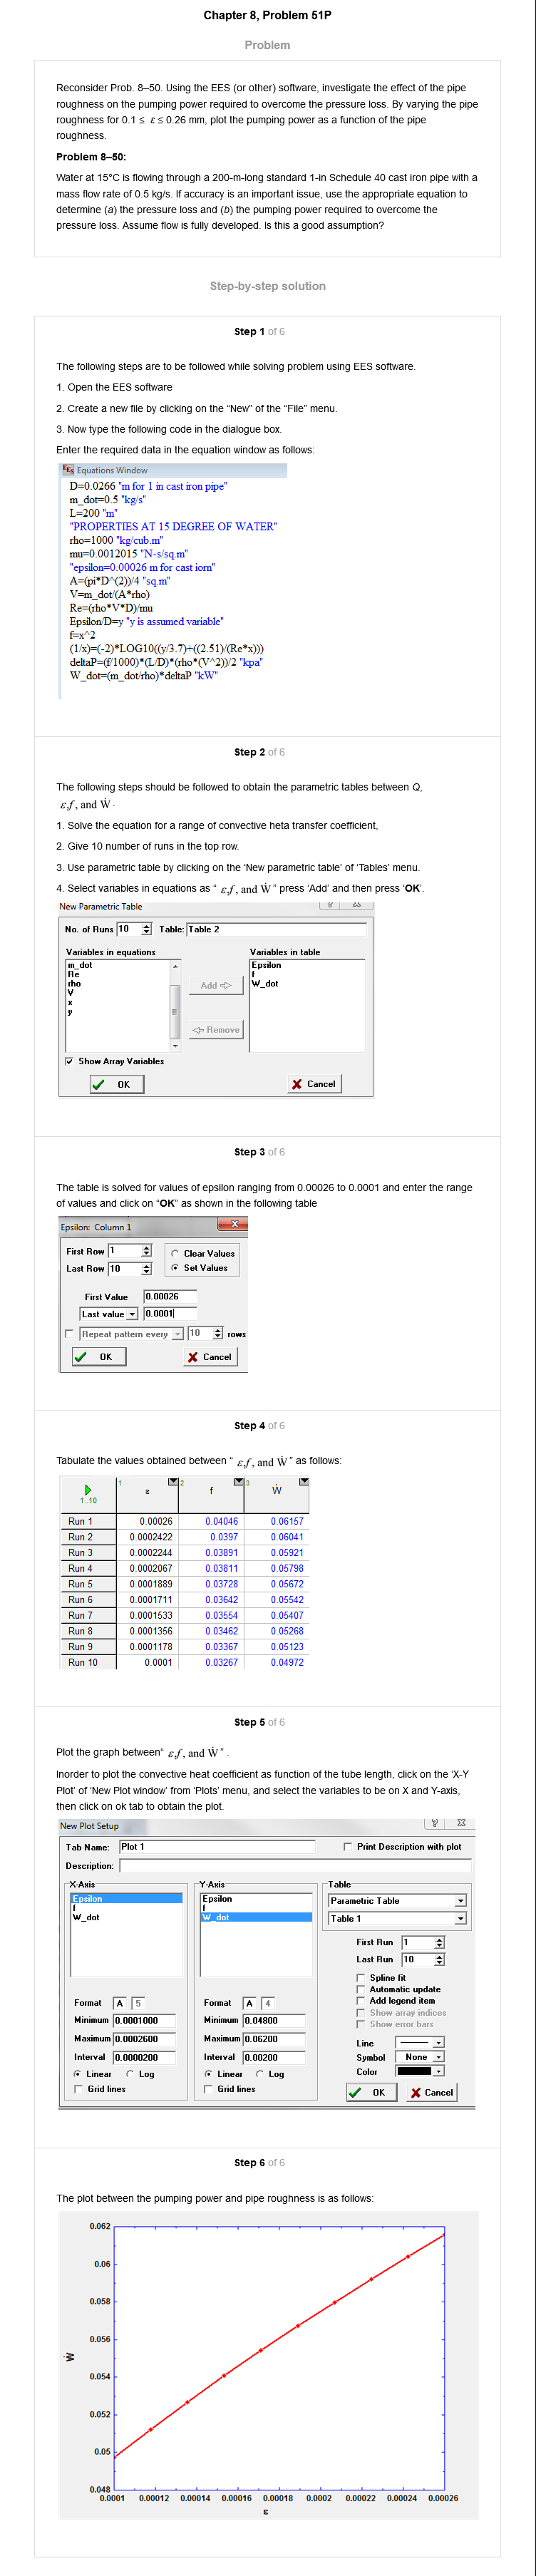 Chapter 8, Problem 51P
Problem
Reconsider Prob. 8–50. Using the EES (or other) software, investigate the effect of the pipe
roughness on the pumping power required to overcome the pressure loss. By varying the pipe
roughness for 0.1 ≤ ε ≤ 0.26 mm, plot the pumping power as a function of the pipe
roughness.
Problem 8–50:
Water at 15°C is flowing through a 200-m-long standard 1-in Schedule 40 cast iron pipe with a
mass flow rate of 0.5 kg/s. If accuracy is an important issue, use the appropriate equation to
determine (a) the pressure loss and (b) the pumping power required to overcome the
pressure loss. Assume flow is fully developed. Is this a good assumption?
Step-by-step solution
Step 1 of 6
The following steps are to be followed while solving problem using EES software.
1. Open the EES software
2. Create a new file by clicking on the “New” of the “File” menu.
3. Now type the following code in the dialogue box.
Enter the required data in the equation window as follows:
EES Equations Window
D=0.0266 "m for 1 in cast iron pipe"
m_dot=0.5 "kg/s"
L=200 "m"
"PROPERTIES AT 15 DEGREE OF WATER"
rho=1000 "kg/cub.m"
mu=0.0012015 "N-s/sq.m"
"epsilon=0.00026 m for cast iorn"
A=(pi*D^(2))/4 "sq.m"
V=m_dot/(A*rho)
Re=(rho*V*D)/mu
Epsilon/D=y "y is assumed variable"
f=x^2
(1/x)=(-2)*LOG10((y/3.7)+((2.51)/(Re*x)))
deltaP=(f/1000)*(L/D)*(rho*(V^2))/2 "kpa"
W_dot=(m_dot/rho)*deltaP "kW"
Step 2 of 6
The following steps should be followed to obtain the parametric tables between Q,
ε,f, and Ẇ.
1. Solve the equation for a range of convective heta transfer coefficient,
2. Give 10 number of runs in the top row.
3. Use parametric table by clicking on the ‘New parametric table’ of ‘Tables’ menu.
4. Select variables in equations as “ ε,f, and Ẇ ” press ‘Add’ and then press ‘OK’.
New Parametric Table
No. of Runs 10 Table: Table 2
Variables in equations Variables in table
m_dot Epsilon
Re f
rho W_dot
V
x
y
Add
Remove
Show Array Variables
OK Cancel
Step 3 of 6
The table is solved for values of epsilon ranging from 0.00026 to 0.0001 and enter the range
of values and click on “OK” as shown in the following table
Epsilon: Column 1
First Row 1 Clear Values
Last Row 10 Set Values
First Value 0.00026
Last value 0.0001
Repeat pattern every 10 rows
OK Cancel
Step 4 of 6
Tabulate the values obtained between “ ε,f, and Ẇ ” as follows:
1 2 3
1..10 ε f Ẇ
Run 1 0.00026 0.04046 0.06157
Run 2 0.0002422 0.0397 0.06041
Run 3 0.0002244 0.03891 0.05921
Run 4 0.0002067 0.03811 0.05798
Run 5 0.0001889 0.03728 0.05672
Run 6 0.0001711 0.03642 0.05542
Run 7 0.0001533 0.03554 0.05407
Run 8 0.0001356 0.03462 0.05268
Run 9 0.0001178 0.03367 0.05123
Run 10 0.0001 0.03267 0.04972
Step 5 of 6
Plot the graph between“ ε,f, and Ẇ ” .
Inorder to plot the convective heat coefficient as function of the tube length, click on the ‘X-Y
Plot’ of ‘New Plot window’ from ‘Plots’ menu, and select the variables to be on X and Y-axis,
then click on ok tab to obtain the plot.
New Plot Setup
Tab Name: Plot 1 Print Description with plot
Description:
X-Axis Y-Axis Table
Epsilon Epsilon Parametric Table
f f
W_dot W_dot Table 1
First Run 1
Last Run 10
Spline fit
Automatic update
Add legend item
Show array indices
Show error bars
Format A 5 Format A 4
Minimum 0.0001000 Minimum 0.04800
Maximum 0.0002600 Maximum 0.06200
Interval 0.0000200 Interval 0.00200
Linear Log Linear Log
Grid lines Grid lines
Line
Symbol None
Color
OK Cancel
Step 6 of 6
The plot between the pumping power and pipe roughness is as follows:
0.062
0.06
0.058
0.056
Ẇ
0.054
0.052
0.05
0.048
0.0001 0.00012 0.00014 0.00016 0.00018 0.0002 0.00022 0.00024 0.00026
ε